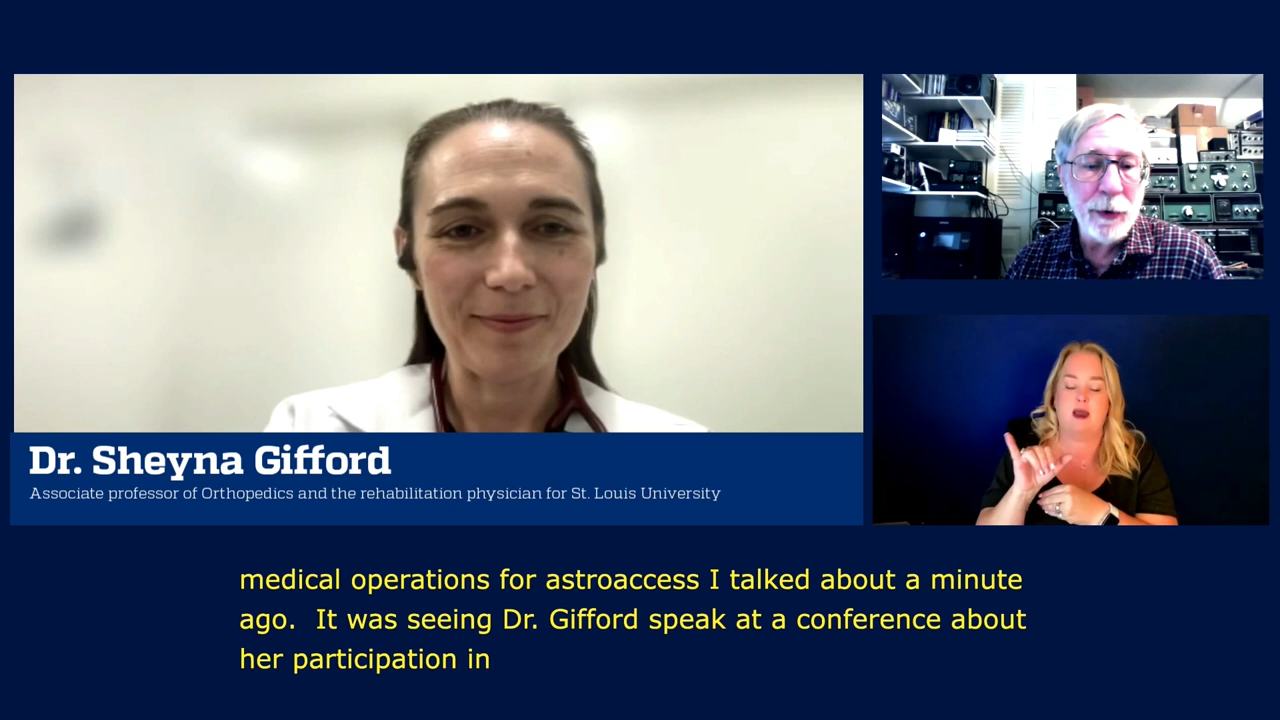 Dr. Sheyna Gifford
Associate professor of Orthopedics and the rehabilitation physician for St. Louis University
medical operations for astroaccess I talked about a minute
ago.  It was seeing Dr. Gifford speak at a conference about
her participation in